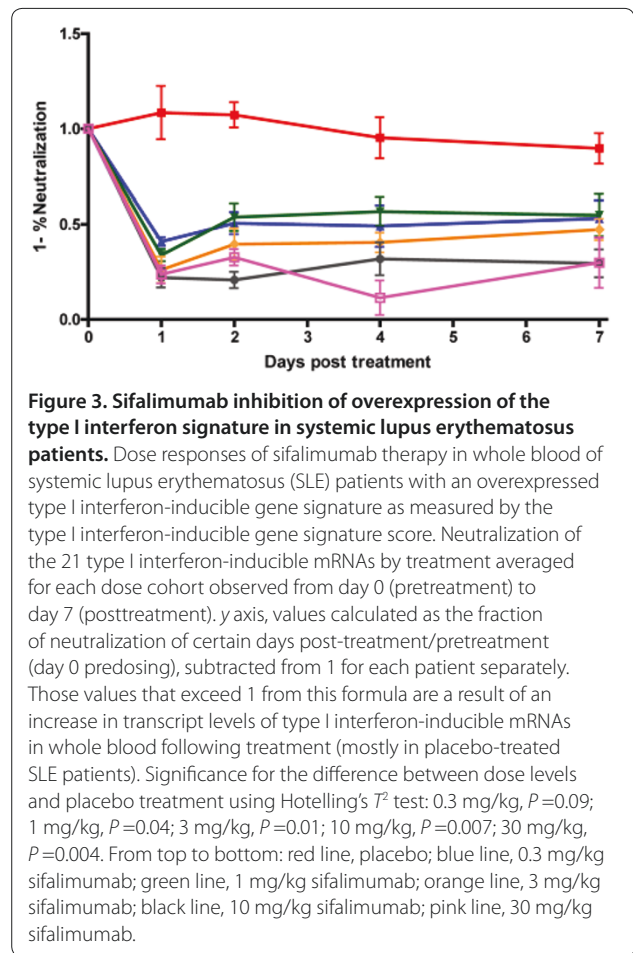 1.5
1.0
0.5
0.0
1- %Neutralization
0 1 2 3 4 5 6 7
Days post treatment
Figure 3. Sifalimumab inhibition of overexpression of the
type I interferon signature in systemic lupus erythematosus
patients. Dose responses of sifalimumab therapy in whole blood of
systemic lupus erythematosus (SLE) patients with an overexpressed
type I interferon-inducible gene signature as measured by the
type I interferon-inducible gene signature score. Neutralization of
the 21 type I interferon-inducible mRNAs by treatment averaged
for each dose cohort observed from day 0 (pretreatment) to
day 7 (posttreatment). y axis, values calculated as the fraction
of neutralization of certain days post-treatment/pretreatment
(day 0 predosing), subtracted from 1 for each patient separately.
Those values that exceed 1 from this formula are a result of an
increase in transcript levels of type I interferon-inducible mRNAs
in whole blood following treatment (mostly in placebo-treated
SLE patients). Significance for the difference between dose levels
and placebo treatment using Hotelling's T² test: 0.3 mg/kg, P =0.09;
1 mg/kg, P =0.04; 3 mg/kg, P =0.01; 10 mg/kg, P =0.007; 30 mg/kg,
P =0.004. From top to bottom: red line, placebo; blue line, 0.3 mg/kg
sifalimumab; green line, 1 mg/kg sifalimumab; orange line, 3 mg/kg
sifalimumab; black line, 10 mg/kg sifalimumab; pink line, 30 mg/kg
sifalimumab.